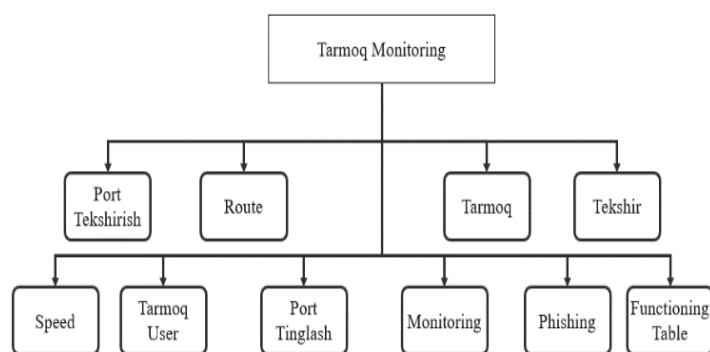 Tarmoq Monitoring
Port
Tekshirish
Route
Tarmoq
Tekshir
Speed
Tarmoq
User
Port
Tinglash
Monitoring
Phishing
Functioning
Table